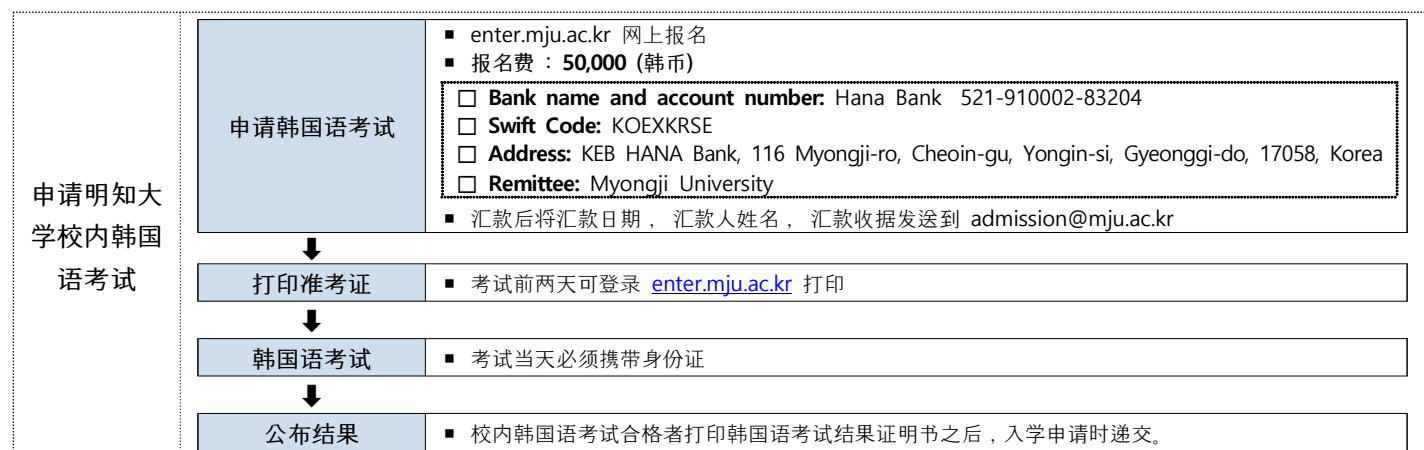 申请明知大
学校内韩国
语考试
申请韩国语考试
■ enter.mju.ac.kr 网上报名
■ 报名费：50,000 (韩币)
□ Bank name and account number: Hana Bank 521-910002-83204
□ Swift Code: KOEXKRSE
□ Address: KEB HANA Bank, 116 Myongji-ro, Cheoin-gu, Yongin-si, Gyeonggi-do, 17058, Korea
□ Remittee: Myongji University
■ 汇款后将汇款日期， 汇款人姓名， 汇款收据发送到 admission@mju.ac.kr
打印准考证
■ 考试前两天可登录 enter.mju.ac.kr 打印
韩国语考试
■ 考试当天必须携带身份证
公布结果
■ 校内韩国语考试合格者打印韩国语考试结果证明书之后，入学申请时递交。